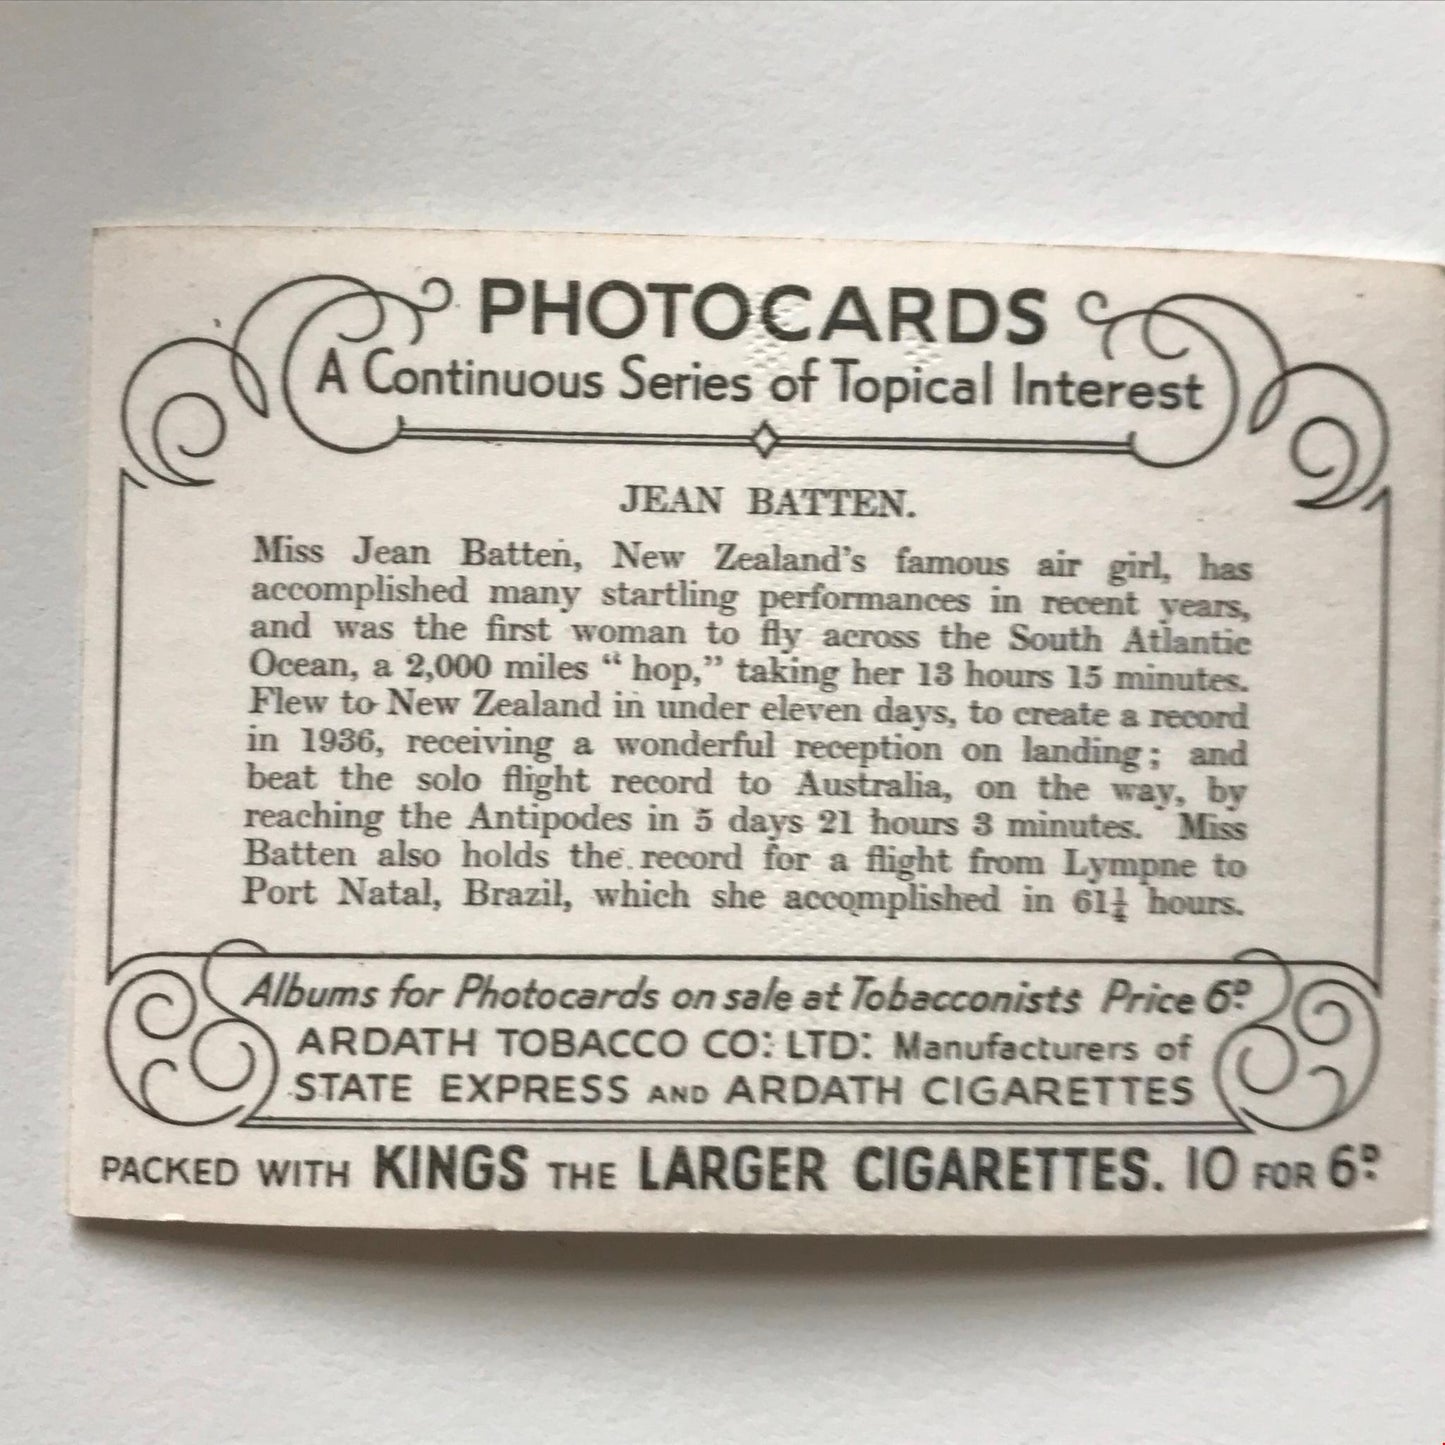 PHOTOCARDS
A Continuous Series of Topical Interest
JEAN BATTEN.
Miss Jean Batten, New Zealand's famous air girl, has
accomplished many startling performances in recent years,
and was the first woman to fly across the South Atlantic
Ocean, a 2,000 miles "hop," taking her 13 hours 15 minutes.
Flew to New Zealand in under eleven days, to create a record
in 1936, receiving a wonderful reception on landing; and
beat the solo flight record to Australia, on the way, by
reaching the Antipodes in 5 days 21 hours 3 minutes. Miss
Batten also holds the record for a flight from Lympne to
Port Natal, Brazil, which she accomplished in 61¼ hours.
Albums for Photocards on sale at Tobacconists Price 6D
ARDATH TOBACCO CO: LTD: Manufacturers of
STATE EXPRESS AND ARDATH CIGARETTES
PACKED WITH KINGS THE LARGER CIGARETTES. 10 FOR 6D